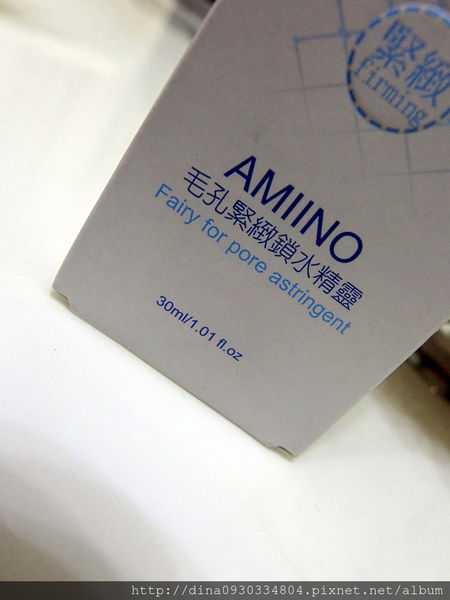 緊緻
firming
AMIINO
毛孔緊緻鎖水精靈
Fairy for pore astringent
30ml/1.01 fl.oz
http://dina0930334804.pixnet.net/album